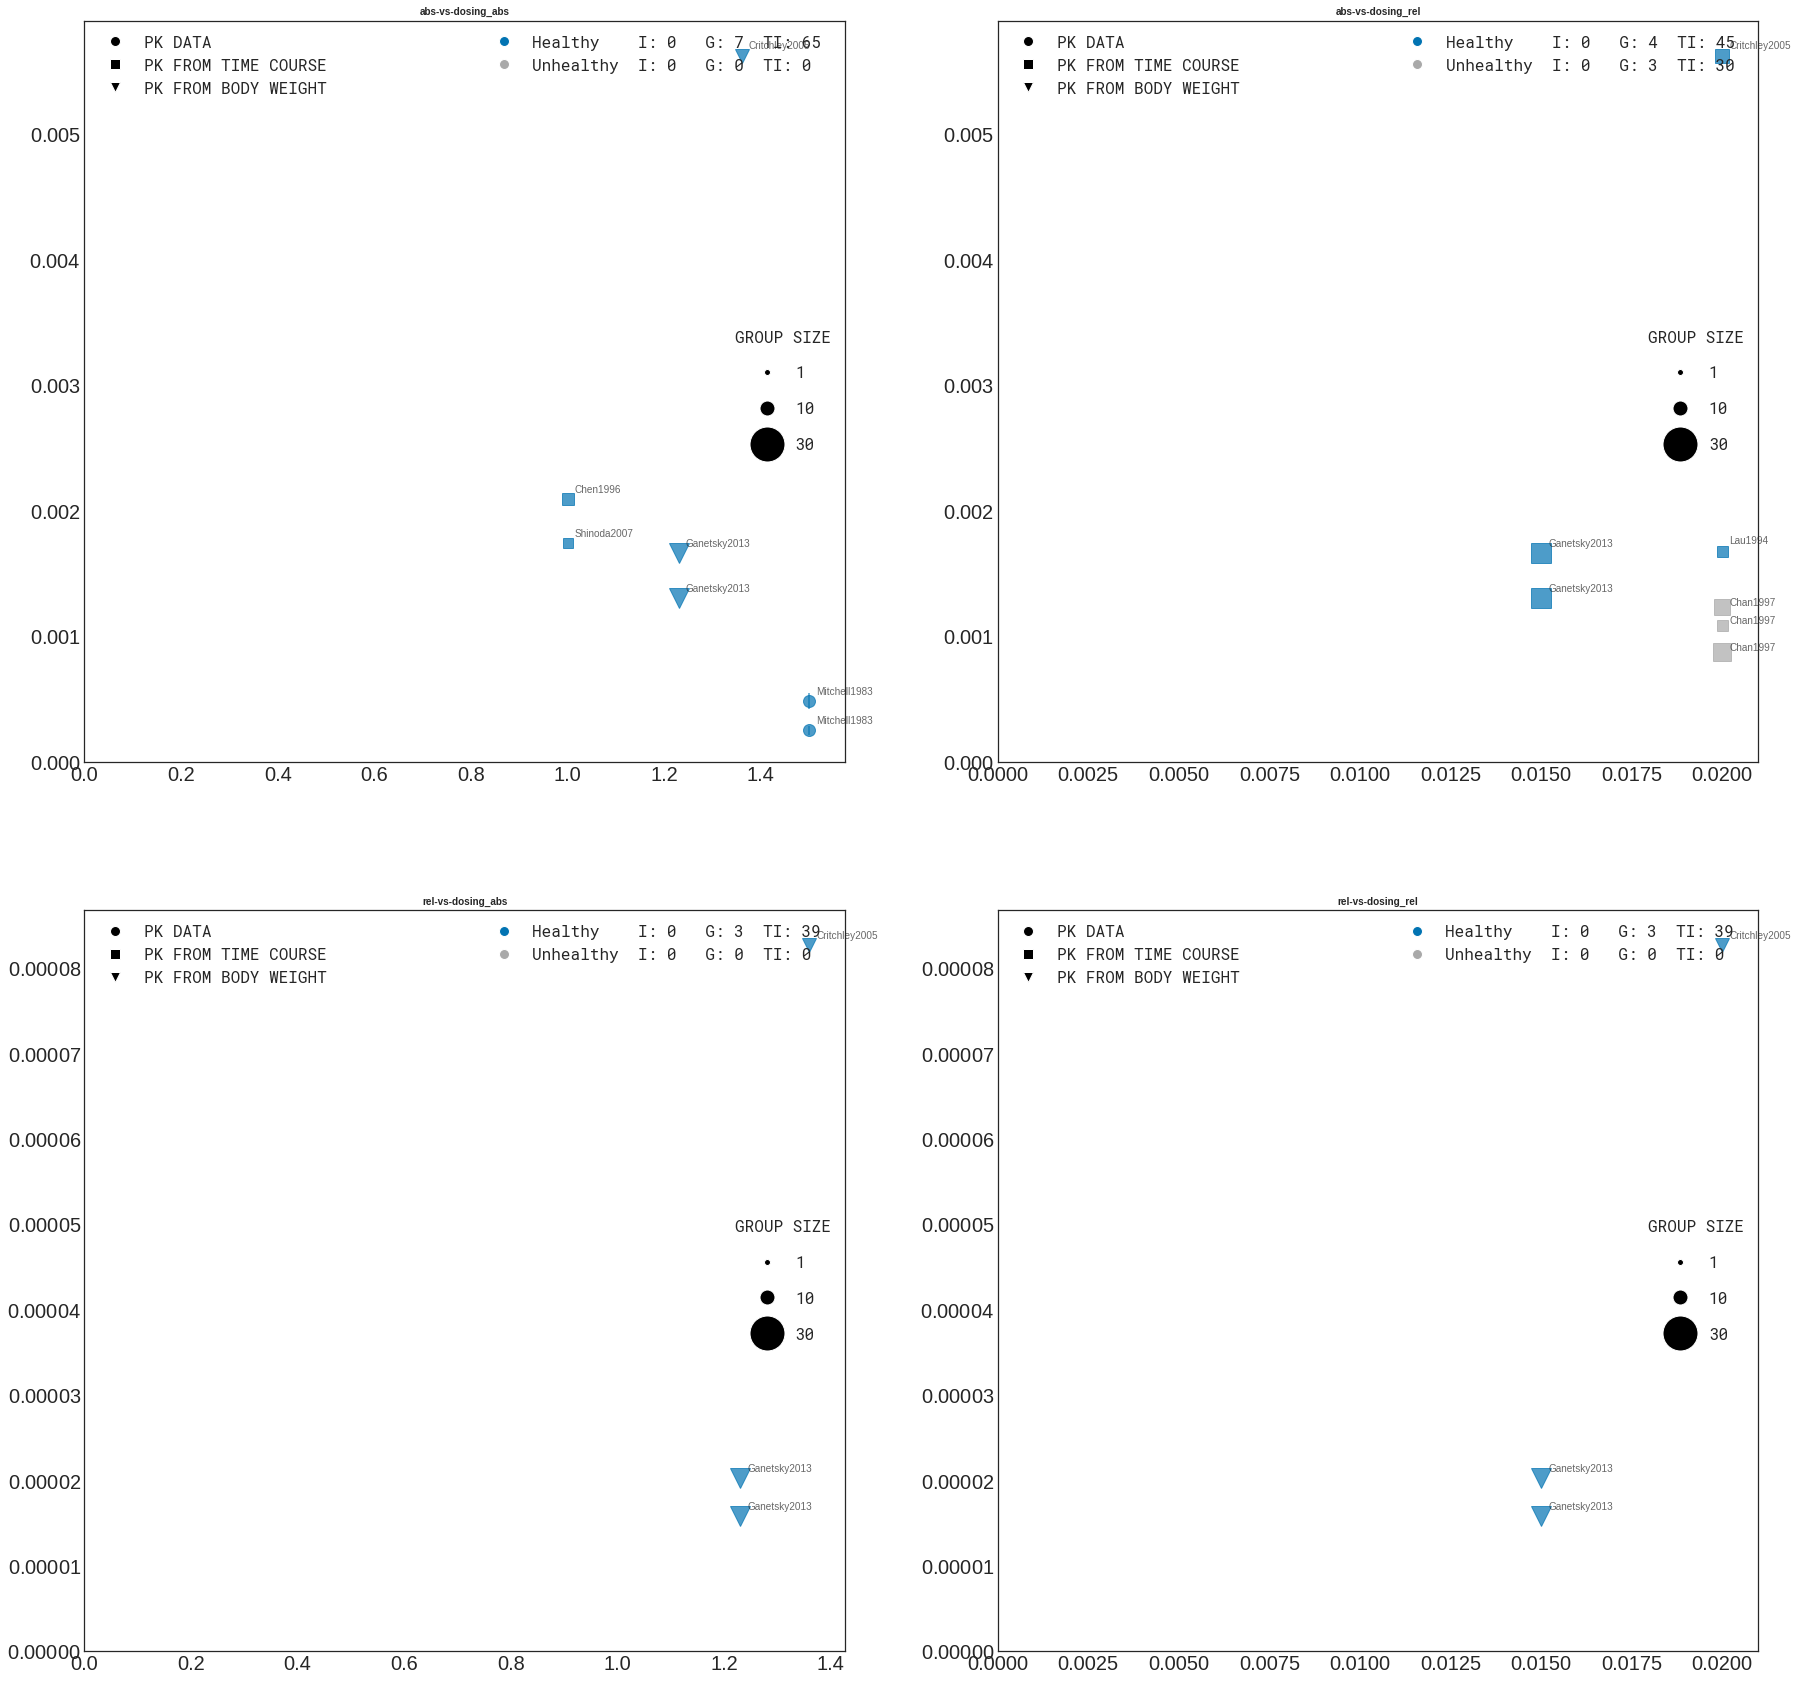 abs-vs-dosing_abs
PK DATA
PK FROM TIME COURSE
PK FROM BODY WEIGHT
Healthy I: 0 G: 7 TI: 65
Unhealthy I: 0 G: 0 TI: 0
Critchley2005
0.005
0.004
0.003
0.002
0.001
0.000
GROUP SIZE
1
10
30
Chen1996
Shinoda2007
Ganetsky2013
Ganetsky2013
Mitchell1983
Mitchell1983
0.0 0.2 0.4 0.6 0.8 1.0 1.2 1.4
abs-vs-dosing_rel
PK DATA
PK FROM TIME COURSE
PK FROM BODY WEIGHT
Healthy I: 0 G: 4 TI: 45
Unhealthy I: 0 G: 3 TI: 30
Critchley2005
0.005
0.004
0.003
0.002
0.001
0.000
GROUP SIZE
1
10
30
Ganetsky2013
Lau1994
Ganetsky2013
Chan1997
Chan1997
Chan1997
0.0000 0.0025 0.0050 0.0075 0.0100 0.0125 0.0150 0.0175 0.0200
rel-vs-dosing_abs
PK DATA
PK FROM TIME COURSE
PK FROM BODY WEIGHT
Healthy I: 0 G: 3 TI: 39
Unhealthy I: 0 G: 0 TI: 0
Critchley2005
0.00008
0.00007
0.00006
0.00005
0.00004
0.00003
0.00002
0.00001
0.00000
GROUP SIZE
1
10
30
Ganetsky2013
Ganetsky2013
0.0 0.2 0.4 0.6 0.8 1.0 1.2 1.4
rel-vs-dosing_rel
PK DATA
PK FROM TIME COURSE
PK FROM BODY WEIGHT
Healthy I: 0 G: 3 TI: 39
Unhealthy I: 0 G: 0 TI: 0
Critchley2005
0.00008
0.00007
0.00006
0.00005
0.00004
0.00003
0.00002
0.00001
0.00000
GROUP SIZE
1
10
30
Ganetsky2013
Ganetsky2013
0.0000 0.0025 0.0050 0.0075 0.0100 0.0125 0.0150 0.0175 0.0200